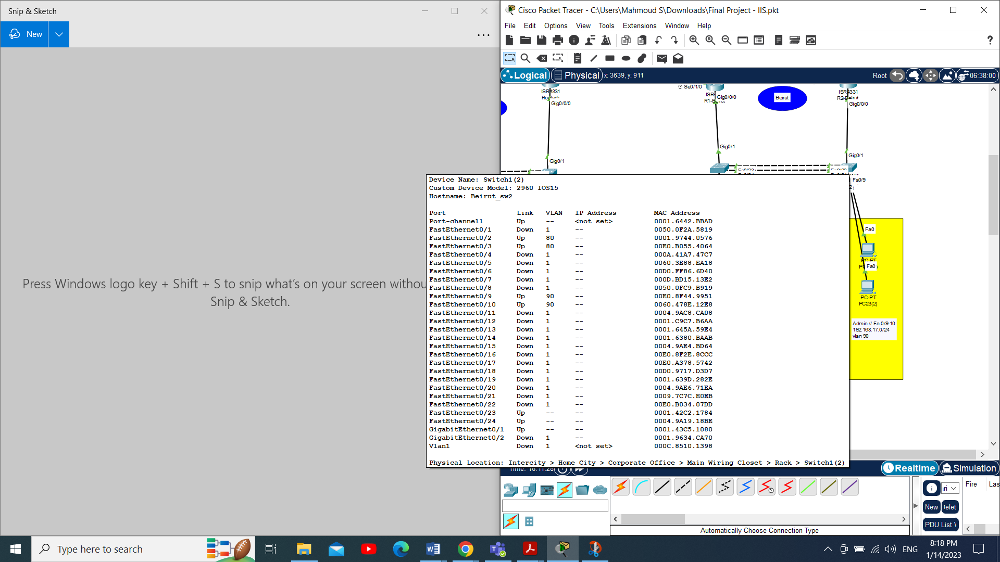 Snip & Sketch
New
Press Windows logo key + Shift + S to snip what's on your screen withou
Snip & Sketch.
Cisco Packet Tracer - C:\Users\Mahmoud S\Downloads\Final Project - IIS.pkt
File Edit Options View Tools Extensions Window Help
Logical Physical x: 3639, y: 911 Root 06:38:00
Se0/1/0
ISR4331
Gig0/0/0
Gig0/0/0
Beirut
ISR4331
R2-Beirut
Gig0/0/0
Gig0/1
Gig0/1
Gig0/1
Fa0/9
Device Name: Switch1(2)
Custom Device Model: 2960 IOS15
Hostname: Beirut_sw2
Port Link VLAN IP Address MAC Address
Port-channel1 Up -- <not set> 0001.6442.BBAD
FastEthernet0/1 Down 1 -- 0050.0F2A.5819
FastEthernet0/2 Up 80 -- 0001.9744.0576
FastEthernet0/3 Up 80 -- 00E0.B055.4064
FastEthernet0/4 Down 1 -- 000A.41A7.47C7
FastEthernet0/5 Down 1 -- 0060.3E88.EA18
FastEthernet0/6 Down 1 -- 00D0.FF86.6D40
FastEthernet0/7 Down 1 -- 000D.BD15.13E2
FastEthernet0/8 Down 1 -- 0050.0FC9.B919
FastEthernet0/9 Up 90 -- 00E0.8F44.9951
FastEthernet0/10 Up 90 -- 0060.478E.12E8
FastEthernet0/11 Down 1 -- 0004.9AC8.CA08
FastEthernet0/12 Down 1 -- 0001.C9C7.B6AA
FastEthernet0/13 Down 1 -- 0001.645A.59E4
FastEthernet0/14 Down 1 -- 0001.6380.BAAB
FastEthernet0/15 Down 1 -- 0004.9AE4.BD64
FastEthernet0/16 Down 1 -- 00E0.8F2E.8CCC
FastEthernet0/17 Down 1 -- 00E0.A378.5742
FastEthernet0/18 Down 1 -- 00D0.9717.D3D7
FastEthernet0/19 Down 1 -- 0001.639D.282E
FastEthernet0/20 Down 1 -- 0004.9AE6.71EA
FastEthernet0/21 Down 1 -- 0009.7C7C.E0EB
FastEthernet0/22 Down 1 -- 00E0.B034.07DD
FastEthernet0/23 Up -- -- 0001.42C2.1784
FastEthernet0/24 Up -- -- 0004.9A19.18BE
GigabitEthernet0/1 Up -- -- 0001.43C5.1080
GigabitEthernet0/2 Down 1 -- 0001.9634.CA70
Vlan1 Down 1 <not set> 000C.8510.1398
Physical Location: Intercity > Home City > Corporate Office > Main Wiring Closet > Rack > Switch1(2)
Fa0
PC-PT
Fa0
PC-PT
PC23(2)
Admin // Fa 0/9-10
192.168.17.0/24
vlan 90
Time: 16:11:28
Realtime Simulation
Fire Las
New
PDU List
Automatically Choose Connection Type
Type here to search
ENG
8:18 PM
1/14/2023